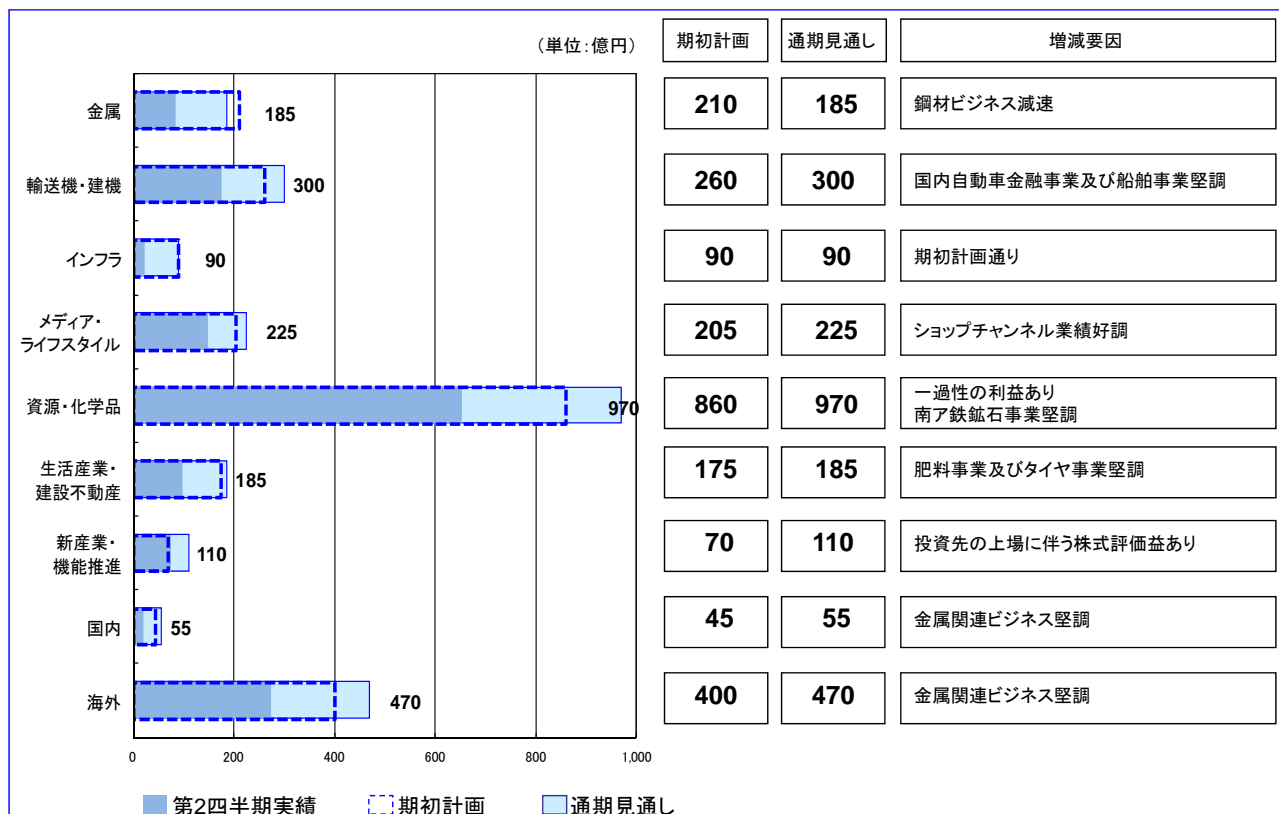 (単位:億円)
期初計画
通期見通し
増減要因
金属
185
210
185
鋼材ビジネス減速
輸送機・建機
300
260
300
国内自動車金融事業及び船舶事業堅調
インフラ
90
90
90
期初計画通り
メディア・
ライフスタイル
225
205
225
ショップチャンネル業績好調
資源・化学品
970
860
970
一過性の利益あり
南ア鉄鉱石事業堅調
生活産業・
建設不動産
185
175
185
肥料事業及びタイヤ事業堅調
新産業・
機能推進
110
70
110
投資先の上場に伴う株式評価益あり
国内
55
45
55
金属関連ビジネス堅調
海外
470
400
470
金属関連ビジネス堅調
0
200
400
600
800
1,000
第2四半期実績
期初計画
通期見通し